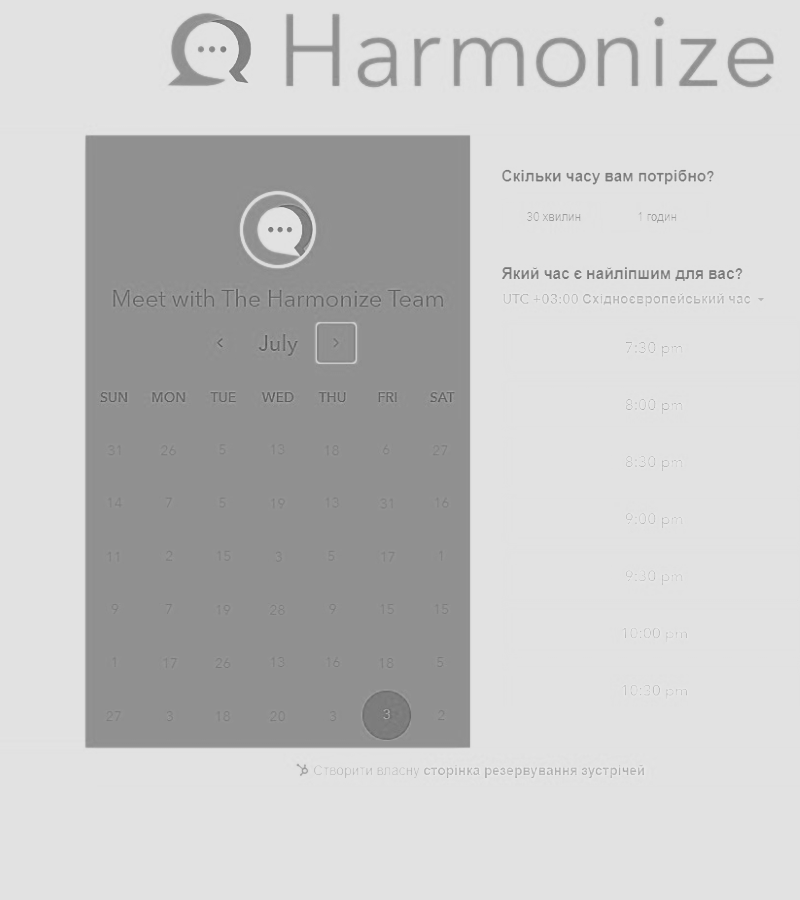 Harmonize
Meet with The Harmonize Team
July
SUN MON TUE WED THU FRI SAT
31 26 5 13 18 6 27
14 7 5 19 13 31 16
11 2 15 3 5 17 1
9 7 19 28 9 15 15
1 17 26 13 16 18 5
27 3 18 20 3 3 2
Скільки часу вам потрібно?
30 хвилин 1 годин
Який час є найліпшим для вас?
UTC +03:00 Східноєвропейський час
7:30 pm
8:00 pm
8:30 pm
9:00 pm
9:30 pm
10:00 pm
10:30 pm
Створити власну сторінка резервування зустрічей